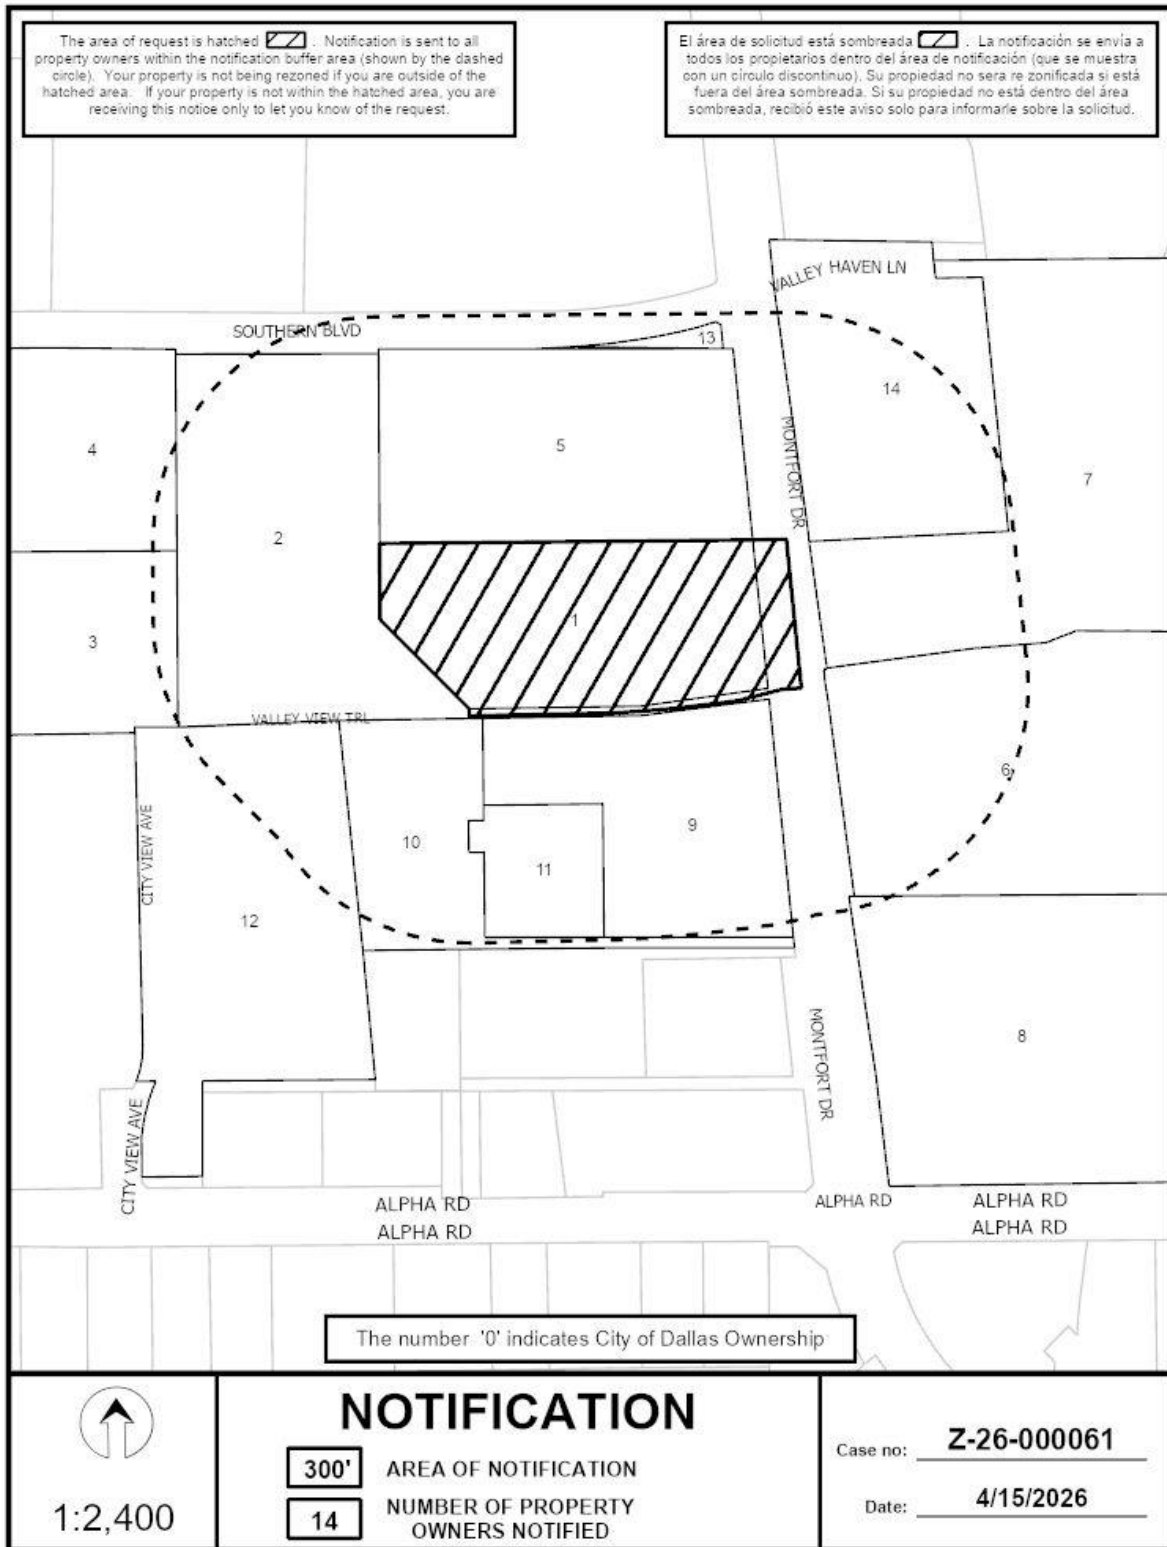 The area of request is hatched . Notification is sent to all
property owners within the notification buffer area (shown by the dashed
circle). Your property is not being rezoned if you are outside of the
hatched area. If your property is not within the hatched area, you are
receiving this notice only to let you know of the request.
El área de solicitud está sombreada . La notificación se envía a
todos los propietarios dentro del área de notificación (que se muestra
con un círculo discontinuo). Su propiedad no sera re zonificada si está
fuera del área sombreada. Si su propiedad no está dentro del área
sombreada, recibió este aviso solo para informarle sobre la solicitud.
VALLEY HAVEN LN
SOUTHERN BLVD
13
14
4
5
MONTFORT DR
7
2
1
3
VALLEY VIEW TRL
6
CITY VIEW AVE
10
9
11
12
MONTFORT DR
8
CITY VIEW AVE
ALPHA RD
ALPHA RD
ALPHA RD
ALPHA RD
ALPHA RD
The number '0' indicates City of Dallas Ownership
1:2,400
NOTIFICATION
300' AREA OF NOTIFICATION
14 NUMBER OF PROPERTY
OWNERS NOTIFIED
Case no: Z-26-000061
Date: 4/15/2026